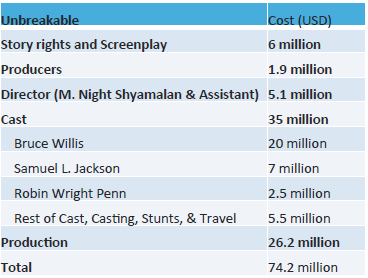 Unbreakable Cost (USD)
Story rights and Screenplay 6 million
Producers 1.9 million
Director (M. Night Shyamalan & Assistant) 5.1 million
Cast 35 million
Bruce Willis 20 million
Samuel L. Jackson 7 million
Robin Wright Penn 2.5 million
Rest of Cast, Casting, Stunts, & Travel 5.5 million
Production 26.2 million
Total 74.2 million